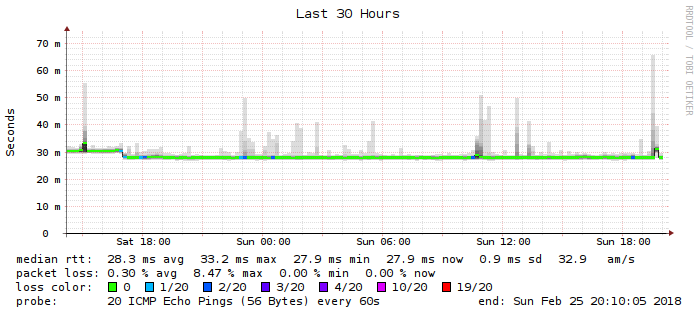 Last 30 Hours
RRDTOOL / TOBI OETIKER
Seconds
70 m
60 m
50 m
40 m
30 m
20 m
10 m
0
Sat 18:00 Sun 00:00 Sun 06:00 Sun 12:00 Sun 18:00
median rtt: 28.3 ms avg 33.2 ms max 27.9 ms min 27.9 ms now 0.9 ms sd 32.9 am/s
packet loss: 0.30 % avg 8.47 % max 0.00 % min 0.00 % now
loss color: 0 1/20 2/20 3/20 4/20 10/20 19/20
probe: 20 ICMP Echo Pings (56 Bytes) every 60s end: Sun Feb 25 20:10:05 2018